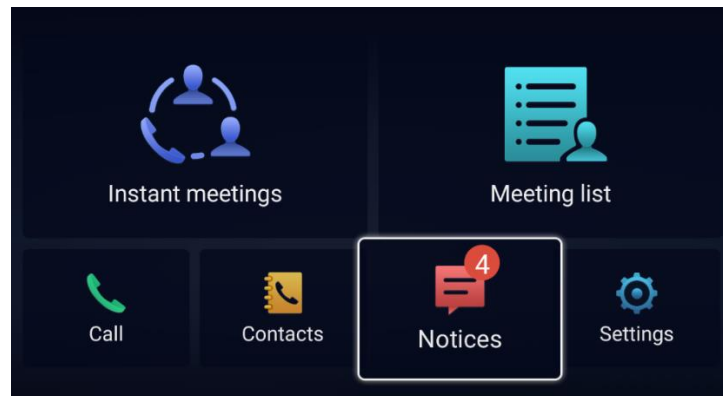 Instant meetings
Meeting list
4
Call
Contacts
Notices
Settings